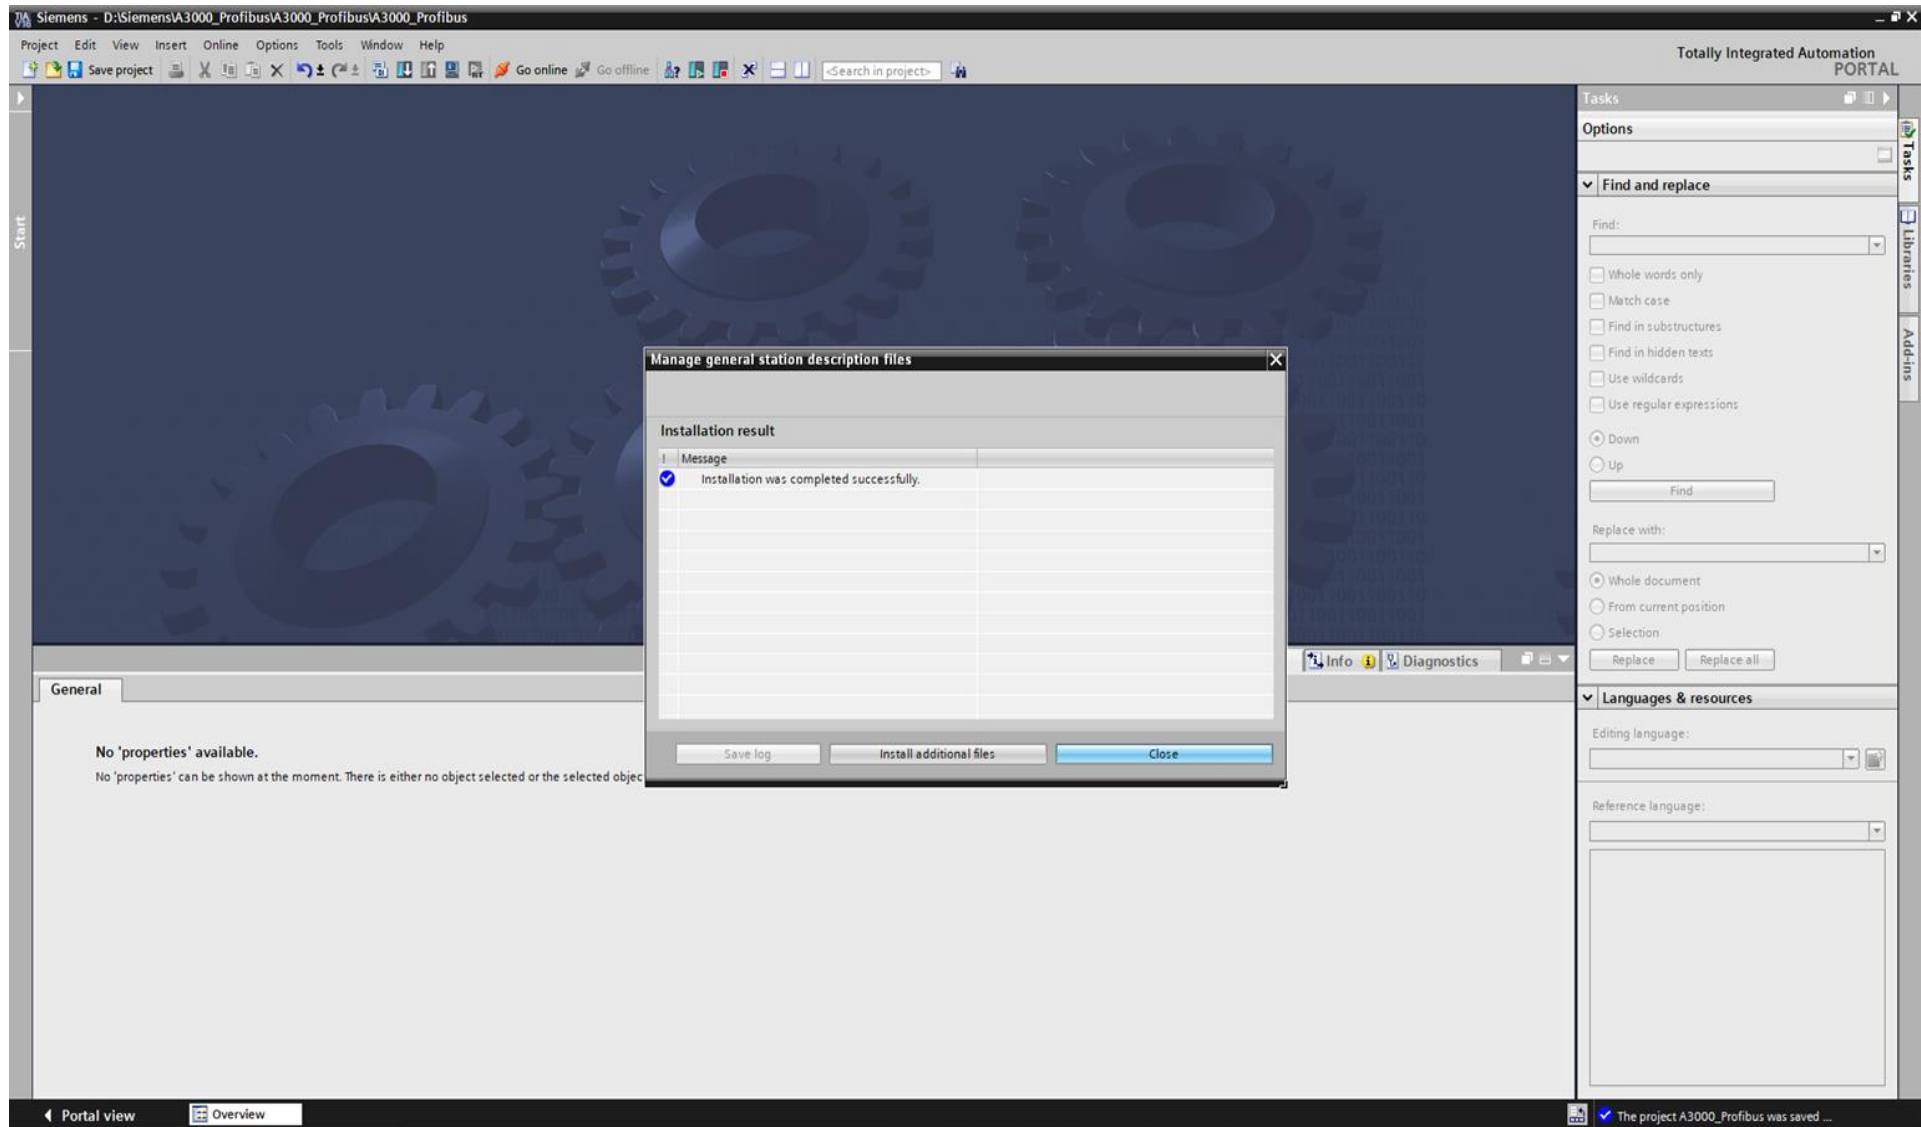 Siemens - D:\Siemens\A3000_Profibus\A3000_Profibus\A3000_Profibus
Project Edit View Insert Online Options Tools Window Help
Totally Integrated Automation
PORTAL
Save project Go online Go offline <Search in project>
Start
Tasks
Options
Find and replace
Find:
Whole words only
Match case
Find in substructures
Find in hidden texts
Use wildcards
Use regular expressions
Down
Up
Find
Replace with:
Whole document
From current position
Selection
Replace Replace all
Languages & resources
Editing language:
Reference language:
Tasks
Libraries
Add-ins
Manage general station description files
Installation result
! Message
Installation was completed successfully.
Save log Install additional files Close
Info Diagnostics
General
No 'properties' available.
No 'properties' can be shown at the moment. There is either no object selected or the selected objec
Portal view Overview The project A3000_Profibus was saved ...